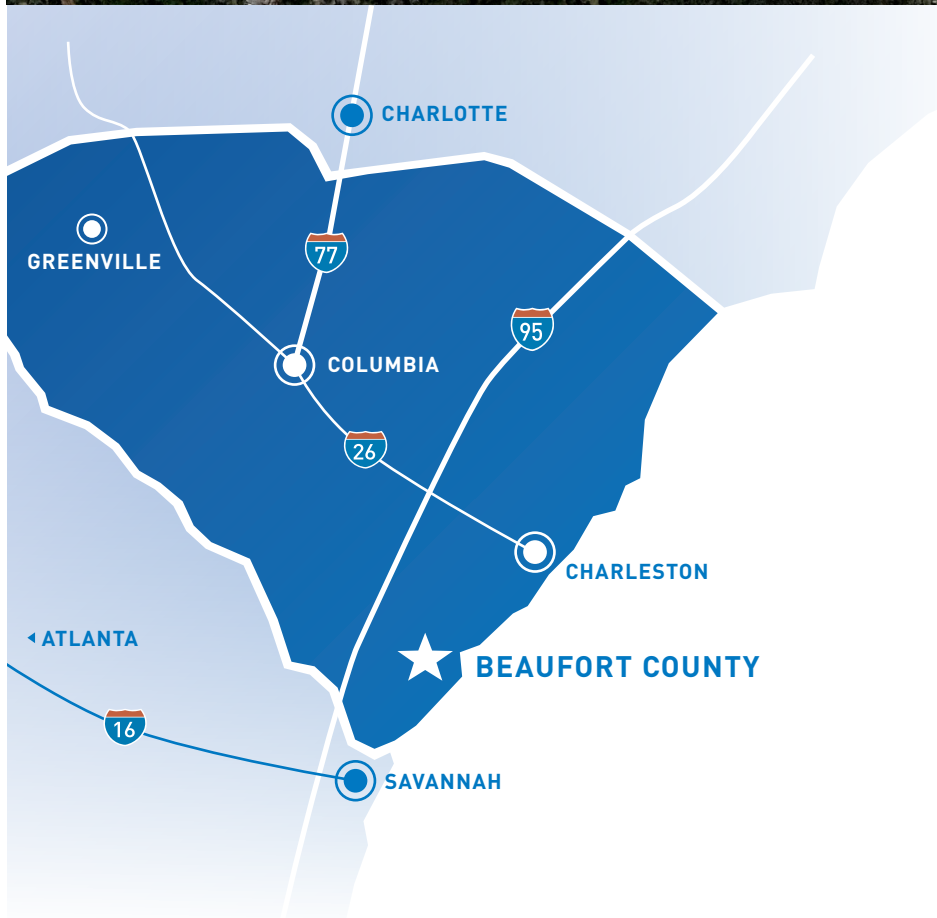 CHARLOTTE
GREENVILLE
77
95
COLUMBIA
26
CHARLESTON
ATLANTA
BEAUFORT COUNTY
16
SAVANNAH